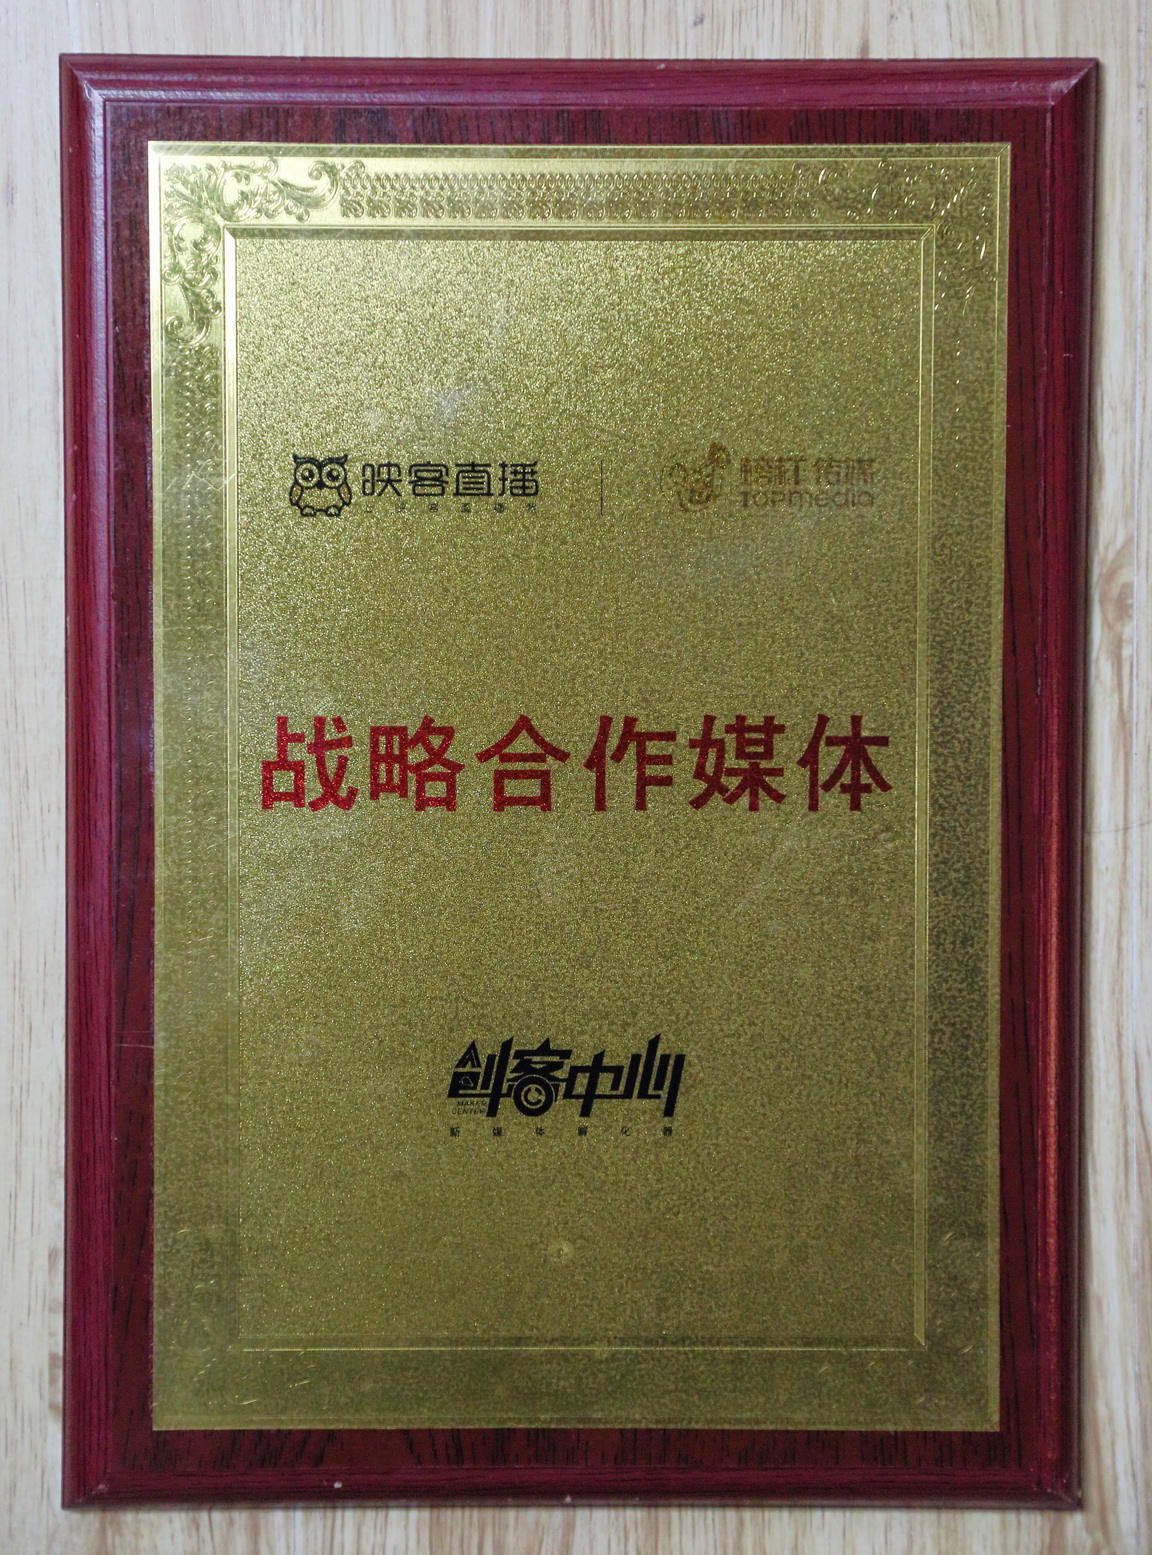 映客直播
榜样传媒
TOPmedia
战略合作媒体
创客中心
MAKER
CENTER
新媒体孵化器